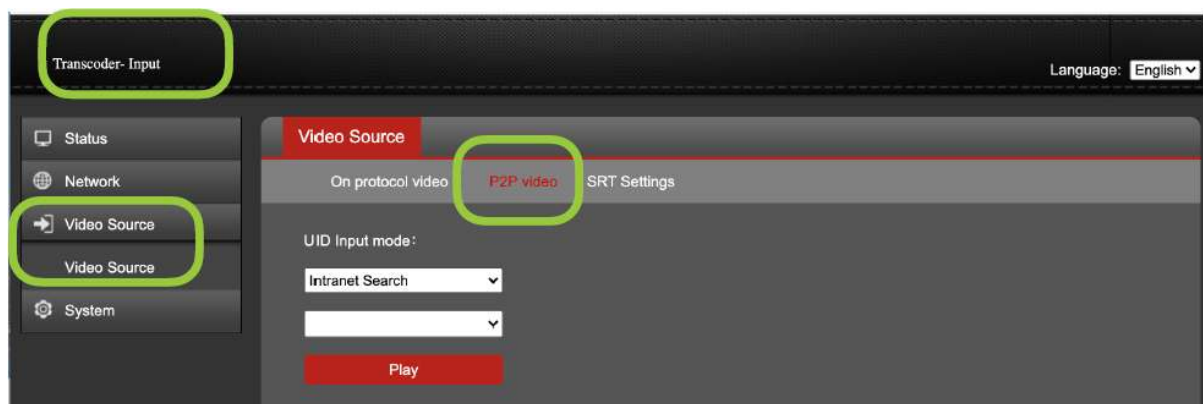 Transcoder- Input
Language: English
Status
Network
Video Source
Video Source
System
Video Source
On protocol video P2P video SRT Settings
UID Input mode:
Intranet Search
Play